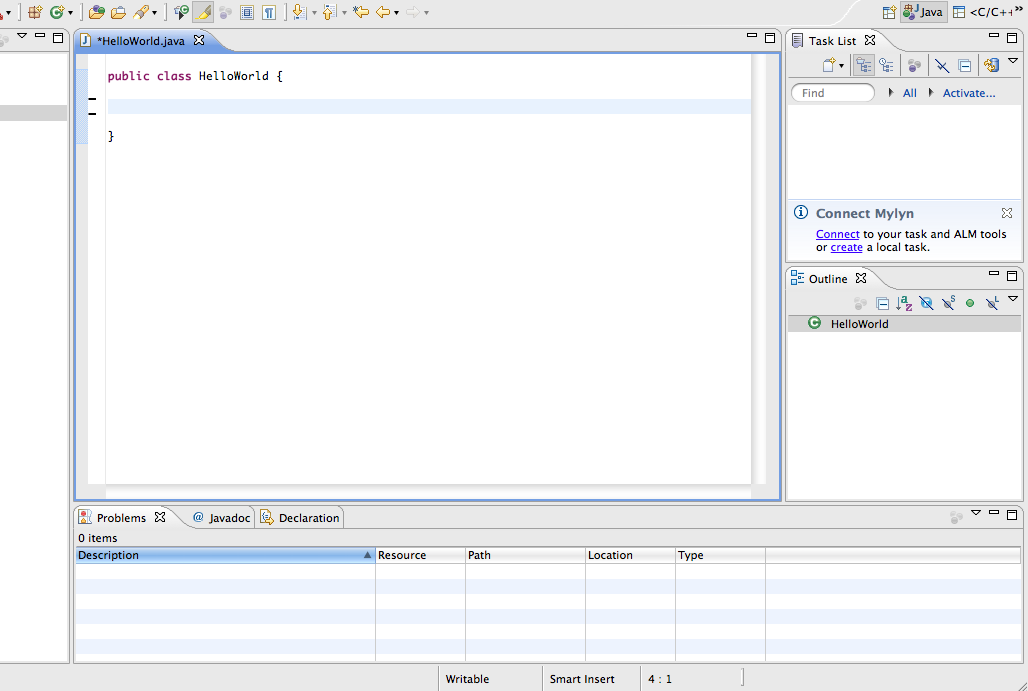 Java
<C/C++
*HelloWorld.java
public class HelloWorld {
}
Task List
Find
All
Activate...
Connect Mylyn
Connect to your task and ALM tools
or create a local task.
Outline
HelloWorld
Problems
@ Javadoc
Declaration
0 items
Description
Resource
Path
Location
Type
Writable
Smart Insert
4 : 1